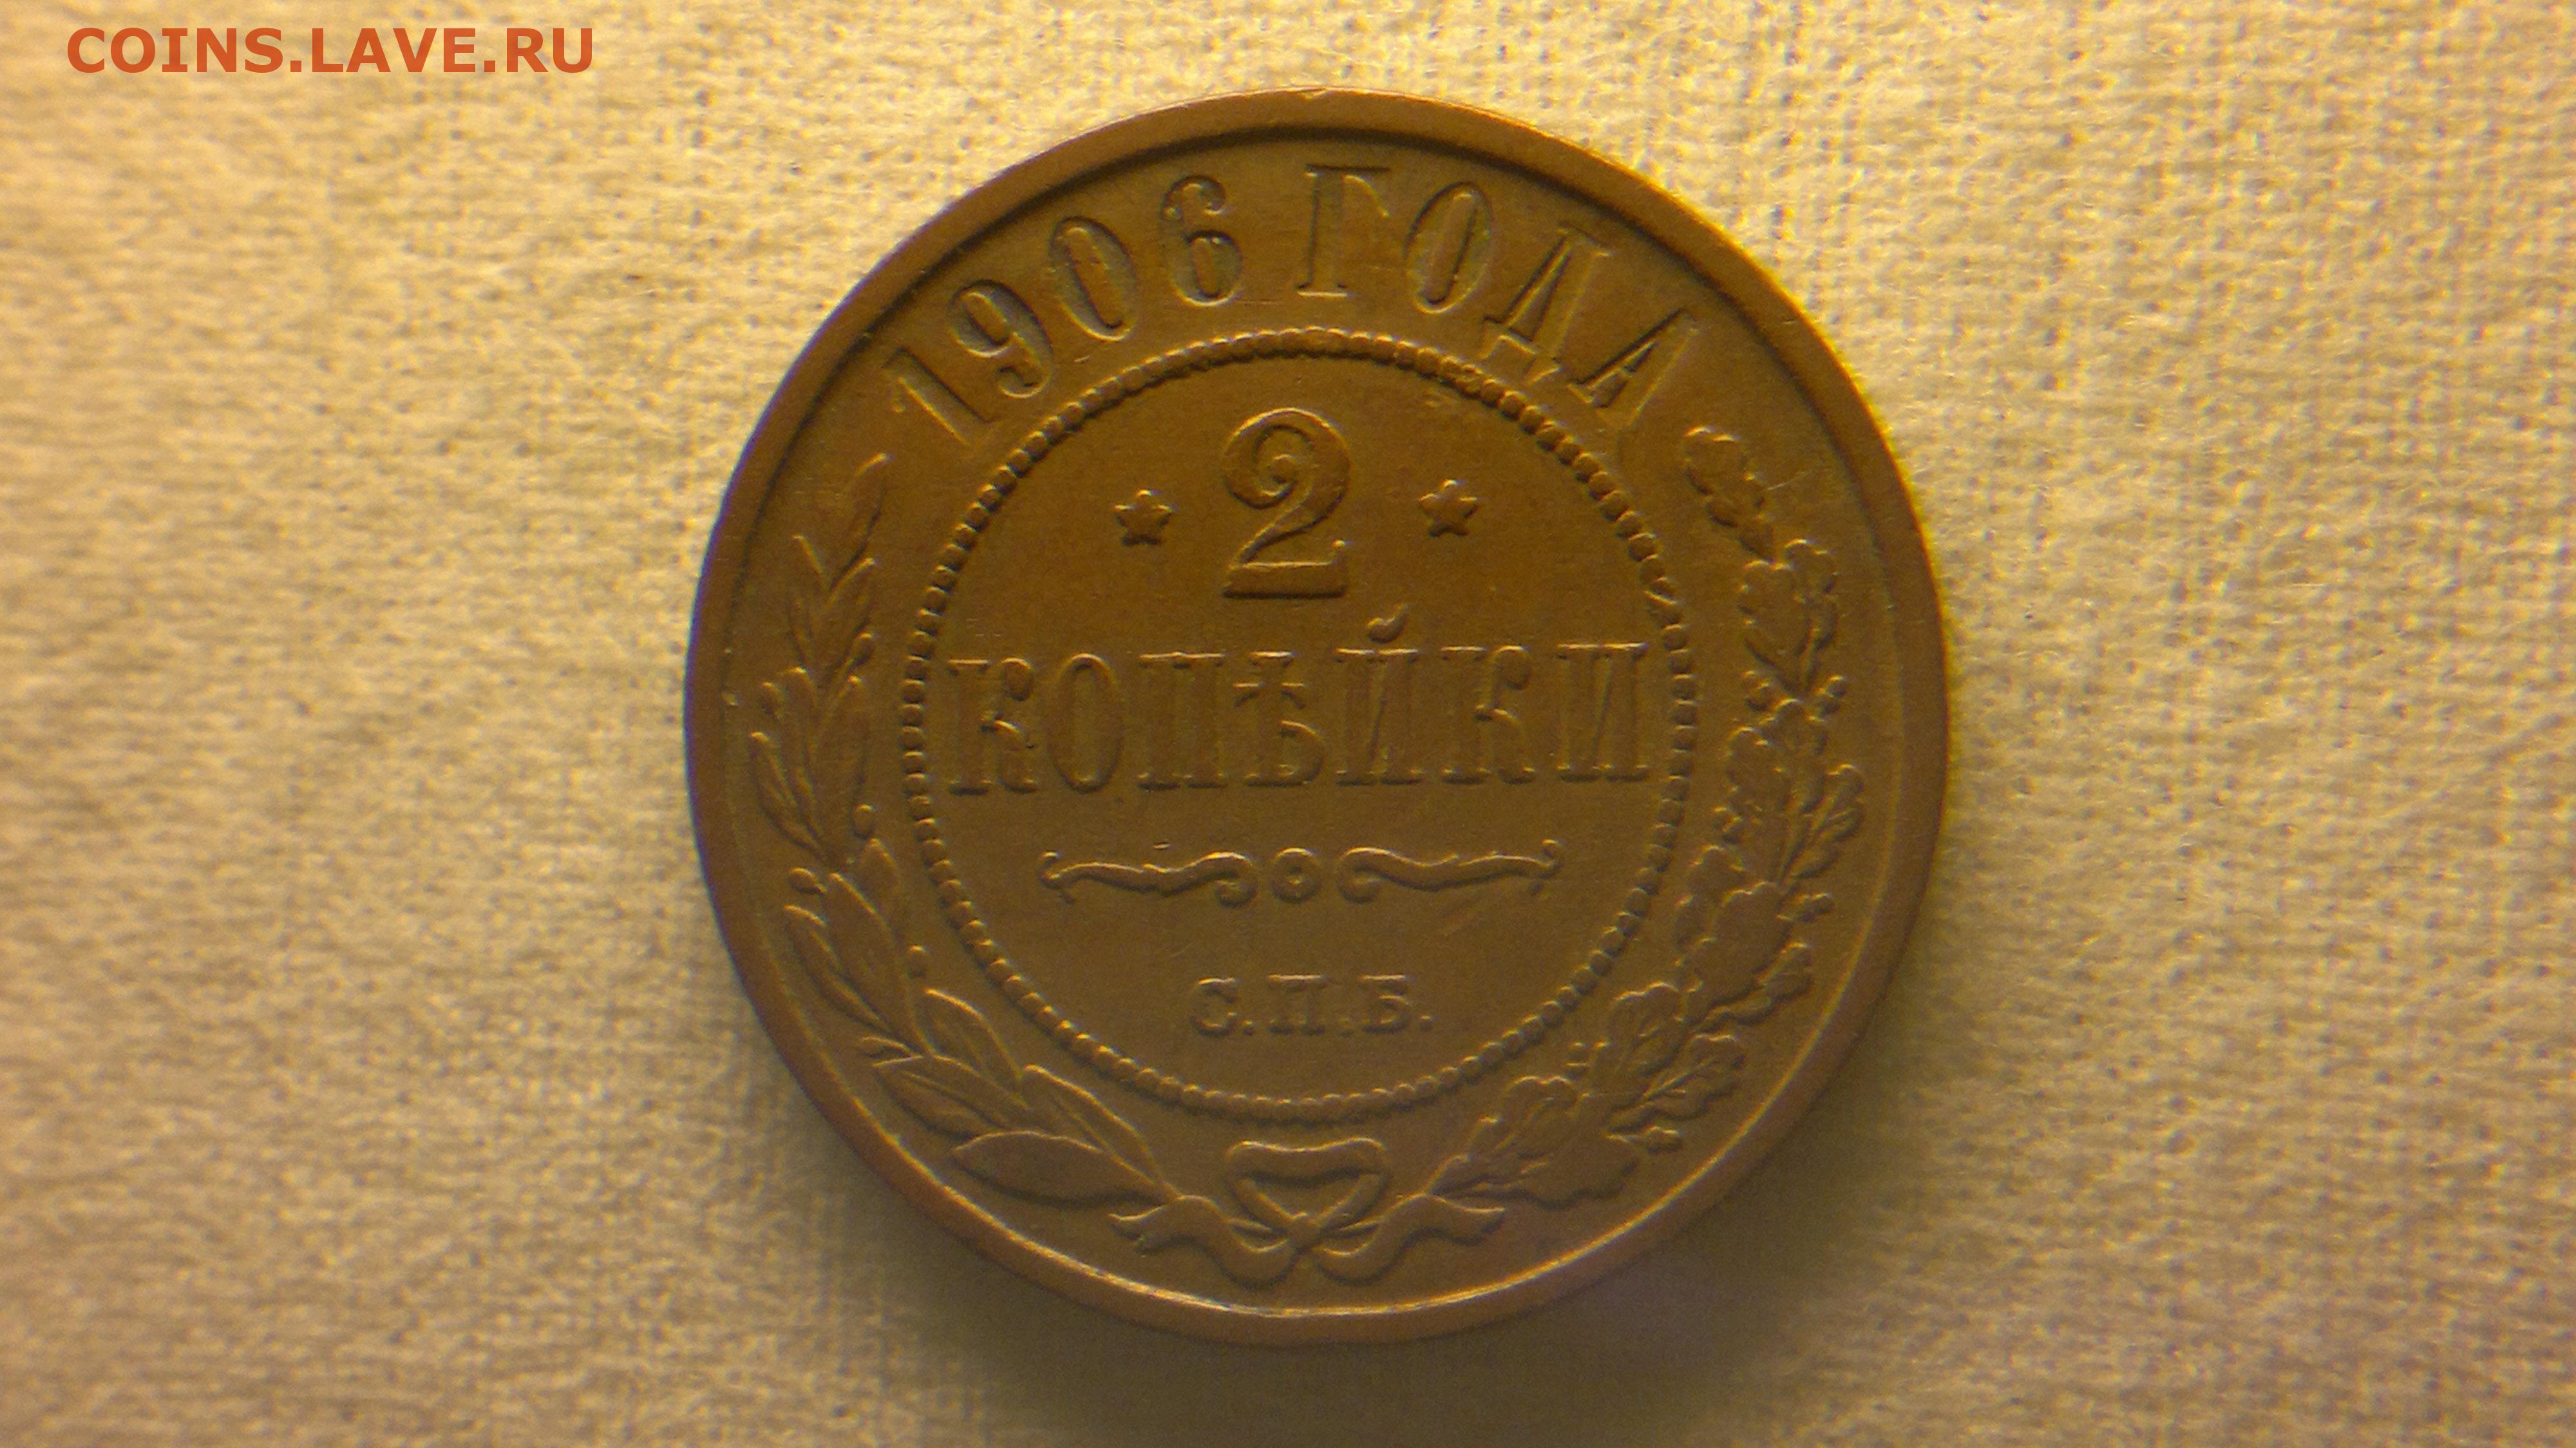 COINS.LAVE.RU
1906 ГОДА
2
КОПѢЙКИ
С.П.Б.